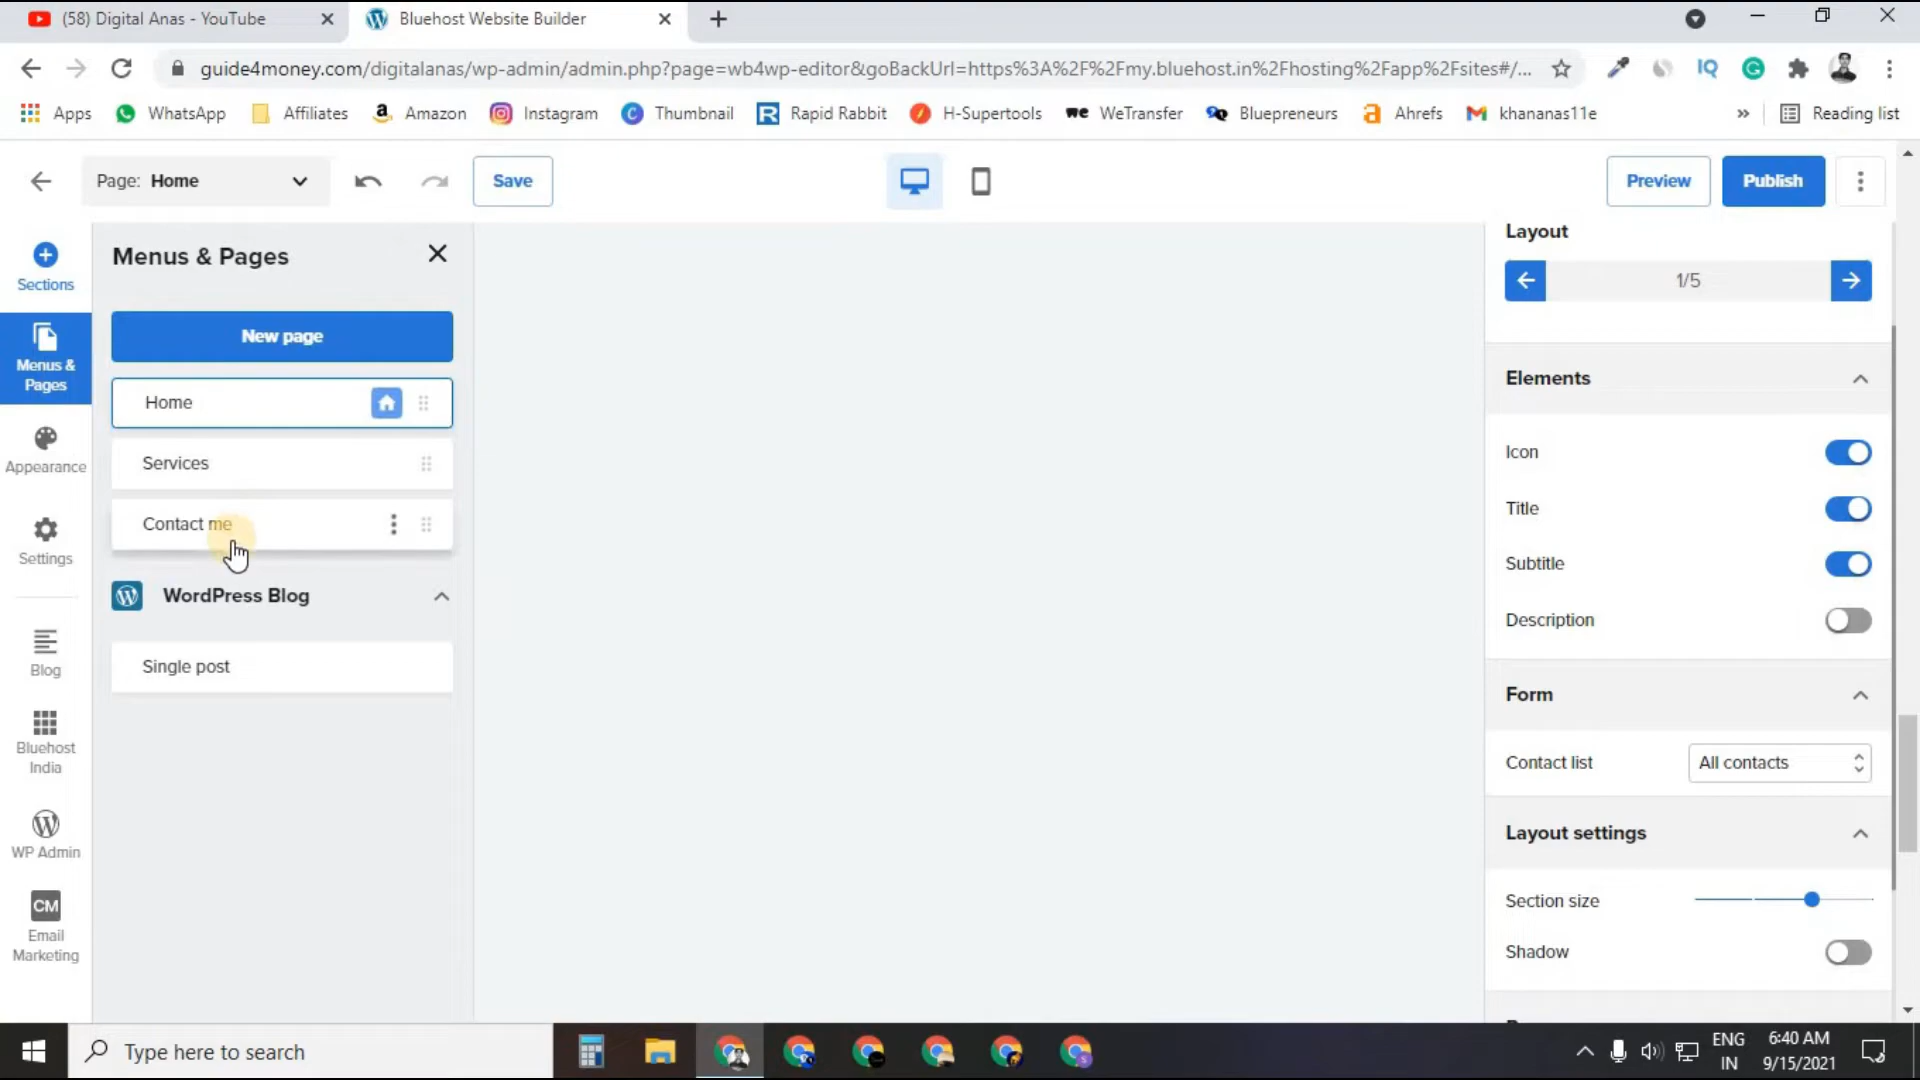 (58) Digital Anas - YouTube
Bluehost Website Builder
guide4money.com/digitalanas/wp-admin/admin.php?page=wb4wp-editor&goBackUrl=https%3A%2F%2Fmy.bluehost.in%2Fhosting%2Fapp%2Fsites#/...
IQ
Apps
WhatsApp
Affiliates
Amazon
Instagram
Thumbnail
Rapid Rabbit
H-Supertools
WeTransfer
Bluepreneurs
Ahrefs
khananas11e
»
Reading list
Page: Home
Save
Preview
Publish
Sections
Menus &
Pages
Appearance
Settings
Blog
Bluehost
India
WP Admin
CM
Email
Marketing
Menus & Pages
New page
Home
Services
Contact me
WordPress Blog
Single post
Layout
1/5
Elements
Icon
Title
Subtitle
Description
Form
Contact list
All contacts
Layout settings
Section size
Shadow
Type here to search
ENG
IN
6:40 AM
9/15/2021